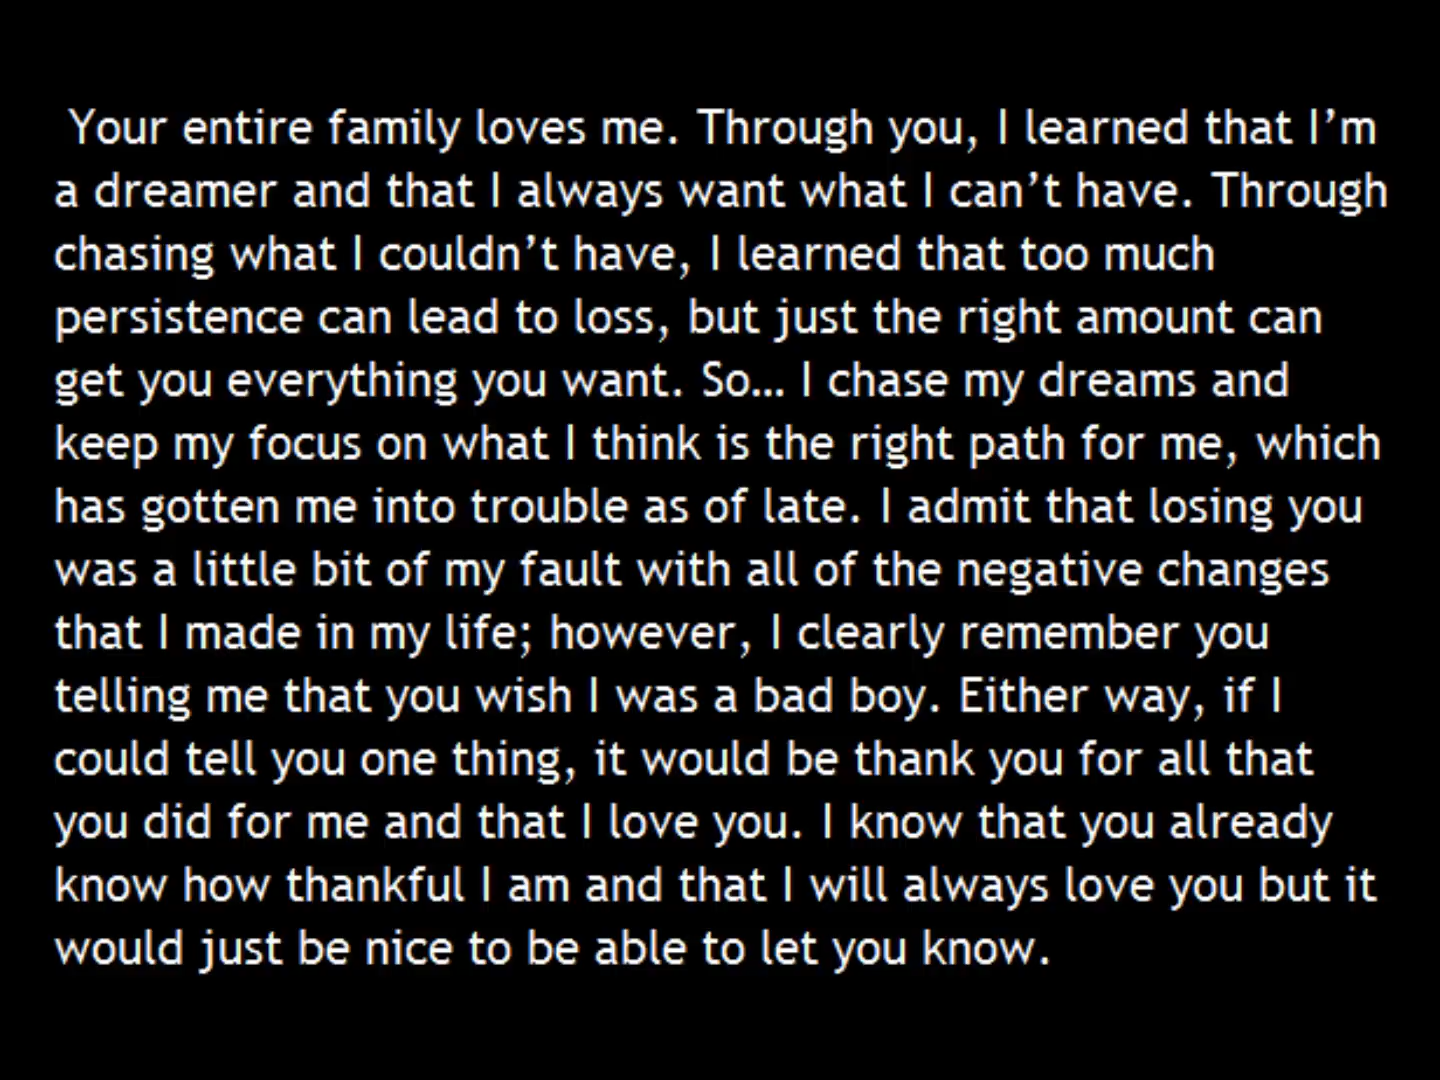 Your entire family loves me. Through you, I learned that I’m
a dreamer and that I always want what I can’t have. Through
chasing what I couldn’t have, I learned that too much
persistence can lead to loss, but just the right amount can
get you everything you want. So… I chase my dreams and
keep my focus on what I think is the right path for me, which
has gotten me into trouble as of late. I admit that losing you
was a little bit of my fault with all of the negative changes
that I made in my life; however, I clearly remember you
telling me that you wish I was a bad boy. Either way, if I
could tell you one thing, it would be thank you for all that
you did for me and that I love you. I know that you already
know how thankful I am and that I will always love you but it
would just be nice to be able to let you know.